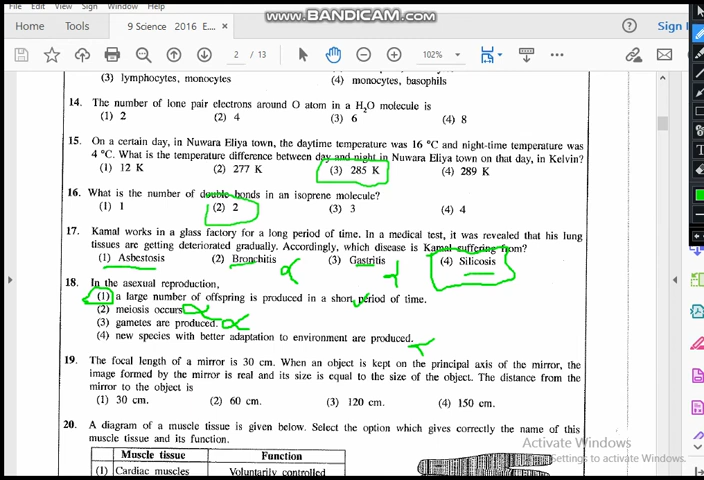 File Edit View Window Help
www.BANDICAM.com
Home Tools 9 Science 2016 E.... × Sign I
2 / 13 102%
(3) lymphocytes, monocytes (4) monocytes, basophils
14. The number of lone pair electrons around O atom in a H₂O molecule is
(1) 2 (2) 4 (3) 6 (4) 8
15. On a certain day, in Nuwara Eliya town, the daytime temperature was 16 °C and night-time temperature was
4 °C. What is the temperature difference between day and night in Nuwara Eliya town on that day, in Kelvin?
(1) 12 K (2) 277 K (3) 285 K (4) 289 K
16. What is the number of double bonds in an isoprene molecule?
(1) 1 (2) 2 (3) 3 (4) 4
17. Kamal works in a glass factory for a long period of time. In a medical test, it was revealed that his lung
tissues are getting deteriorated gradually. Accordingly, which disease is Kamal suffering from?
(1) Asbestosis (2) Bronchitis (3) Gastritis (4) Silicosis
18. In the asexual reproduction,
(1) a large number of offspring is produced in a short period of time.
(2) meiosis occurs.
(3) gametes are produced.
(4) new species with better adaptation to environment are produced.
19. The focal length of a mirror is 30 cm. When an object is kept on the principal axis of the mirror, the
image formed by the mirror is real and its size is equal to the size of the object. The distance from the
mirror to the object is
(1) 30 cm. (2) 60 cm. (3) 120 cm. (4) 150 cm.
20. A diagram of a muscle tissue is given below. Select the option which gives correctly the name of this
muscle tissue and its function.
Muscle tissue Function
(1) Cardiac muscles Voluntarily controlled
Activate Windows
Settings to activate Windows.